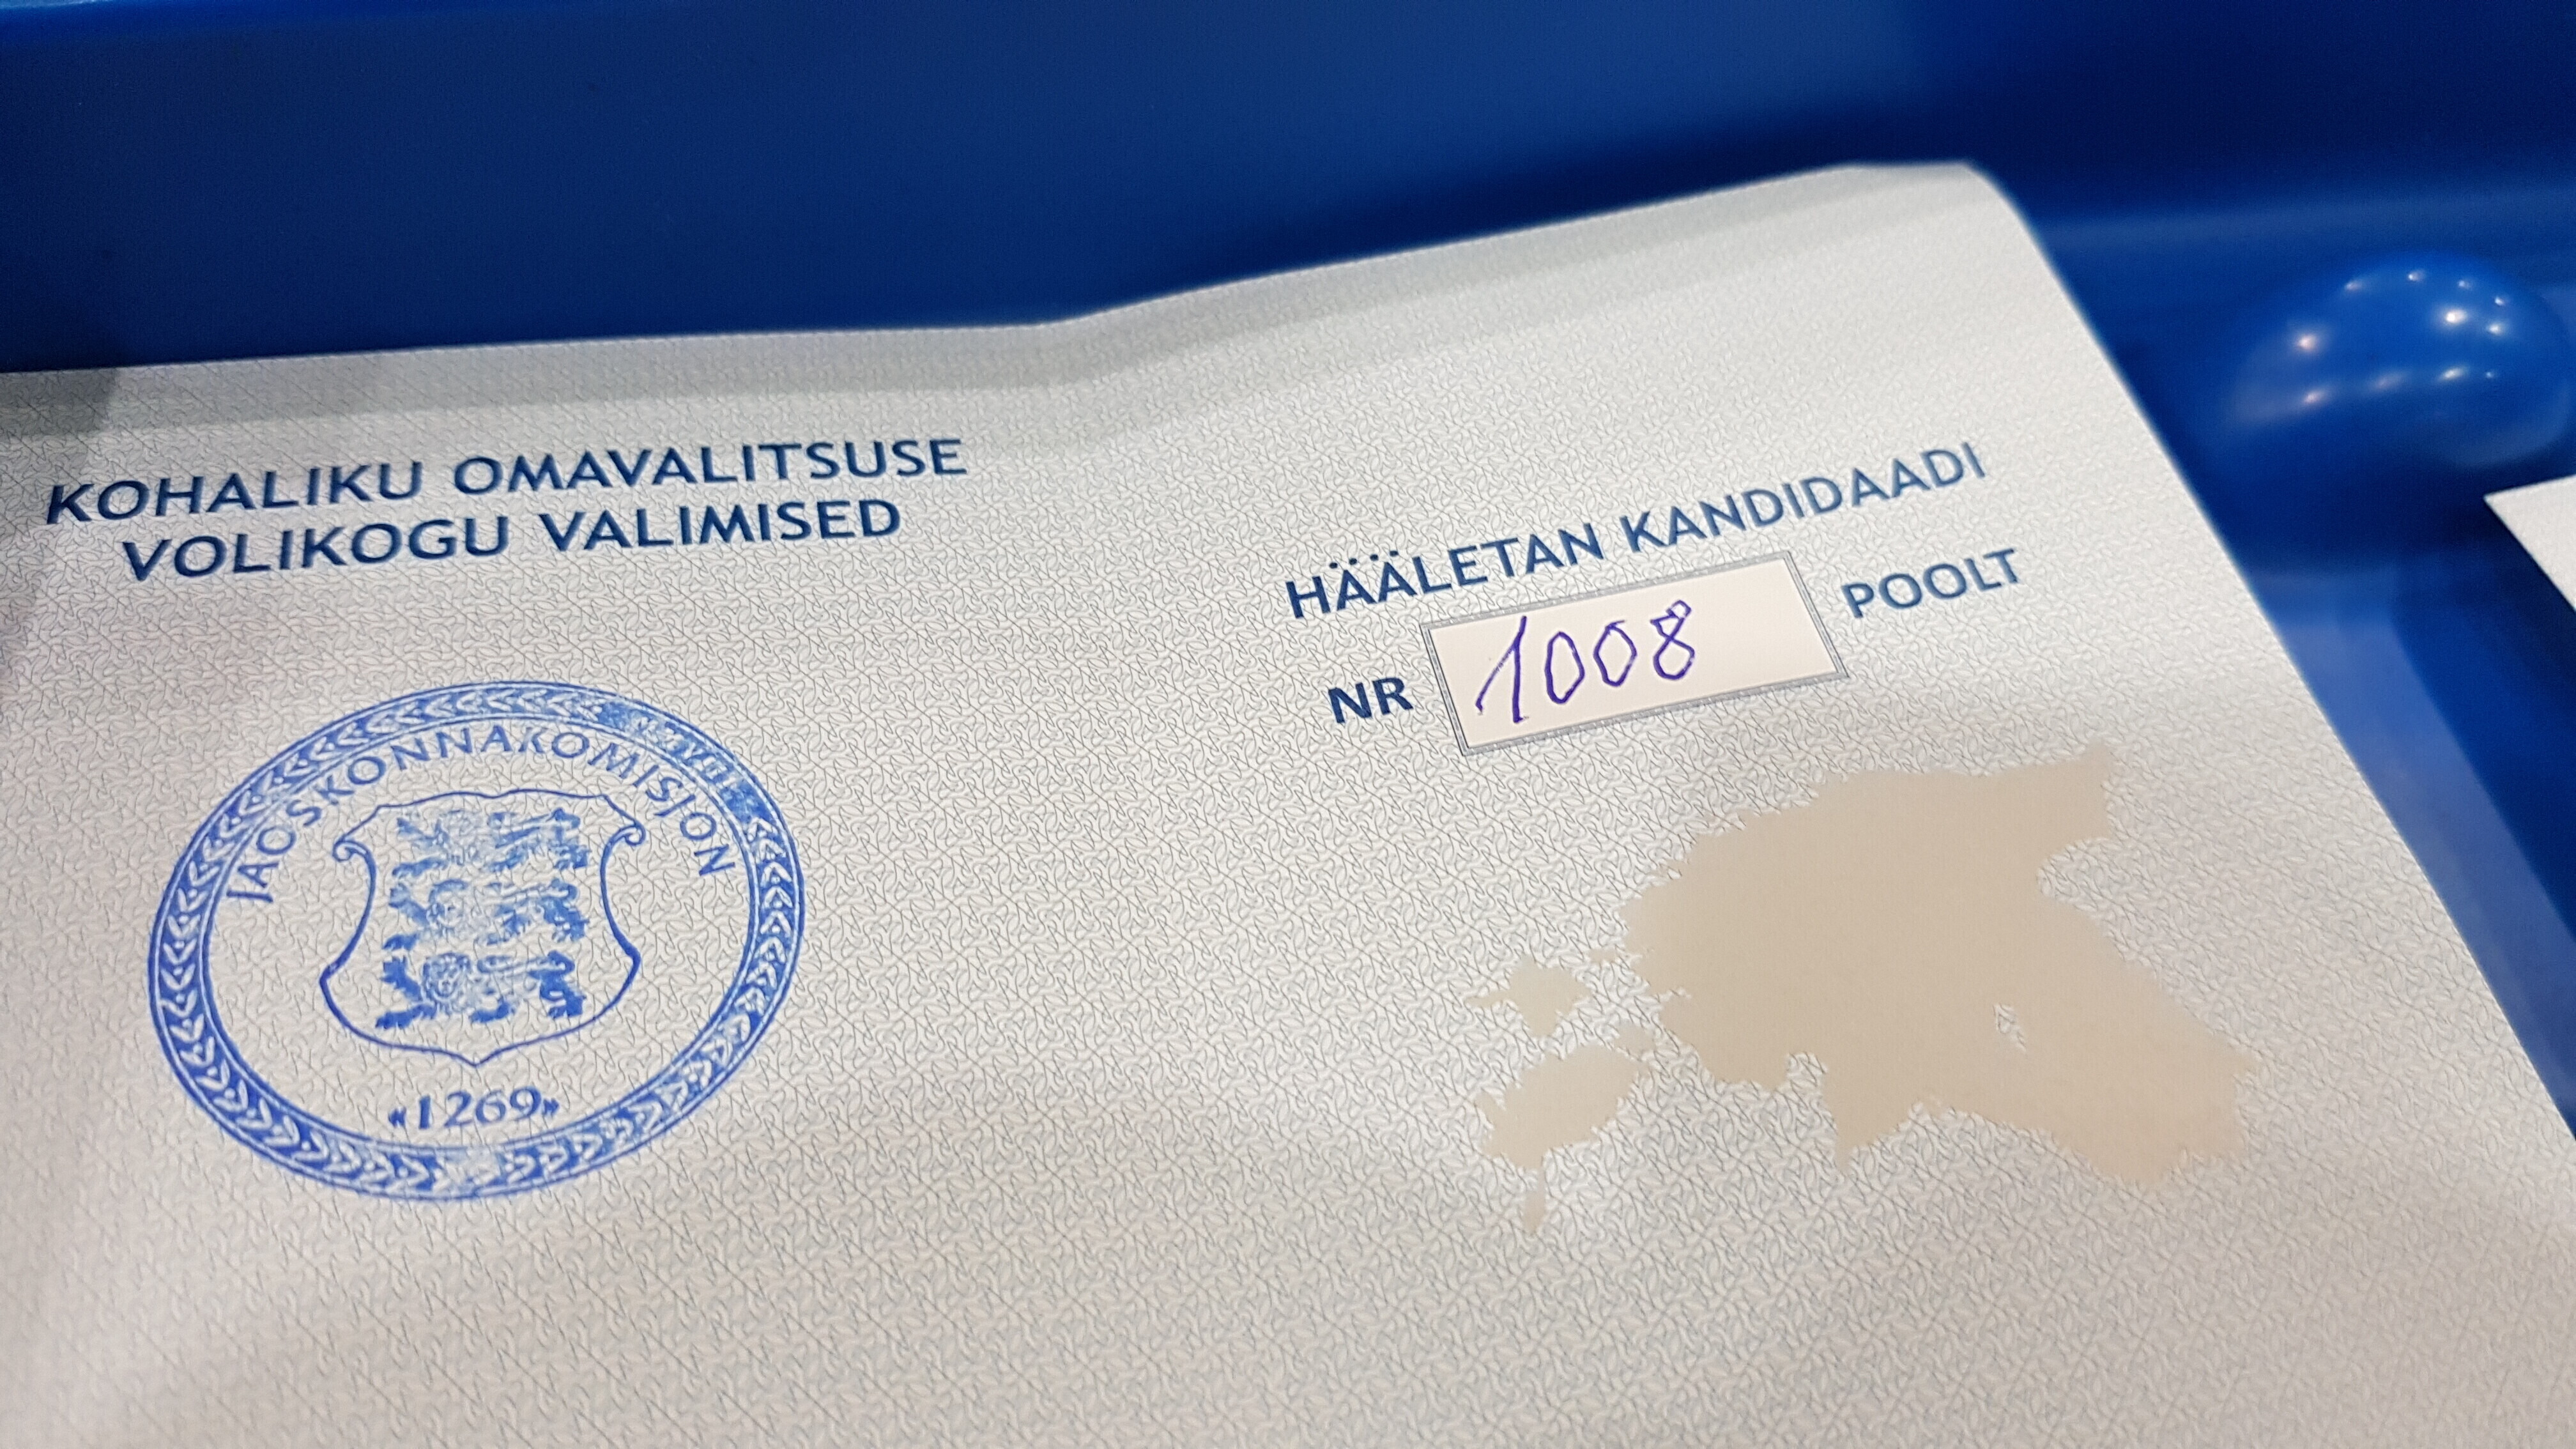 KOHALIKU OMAVALITSUSE
VOLIKOGU VALIMISED
HÄÄLETAN KANDIDAADI
NR 1008 POOLT
JAOSKONNAKOMISJON
«1269»